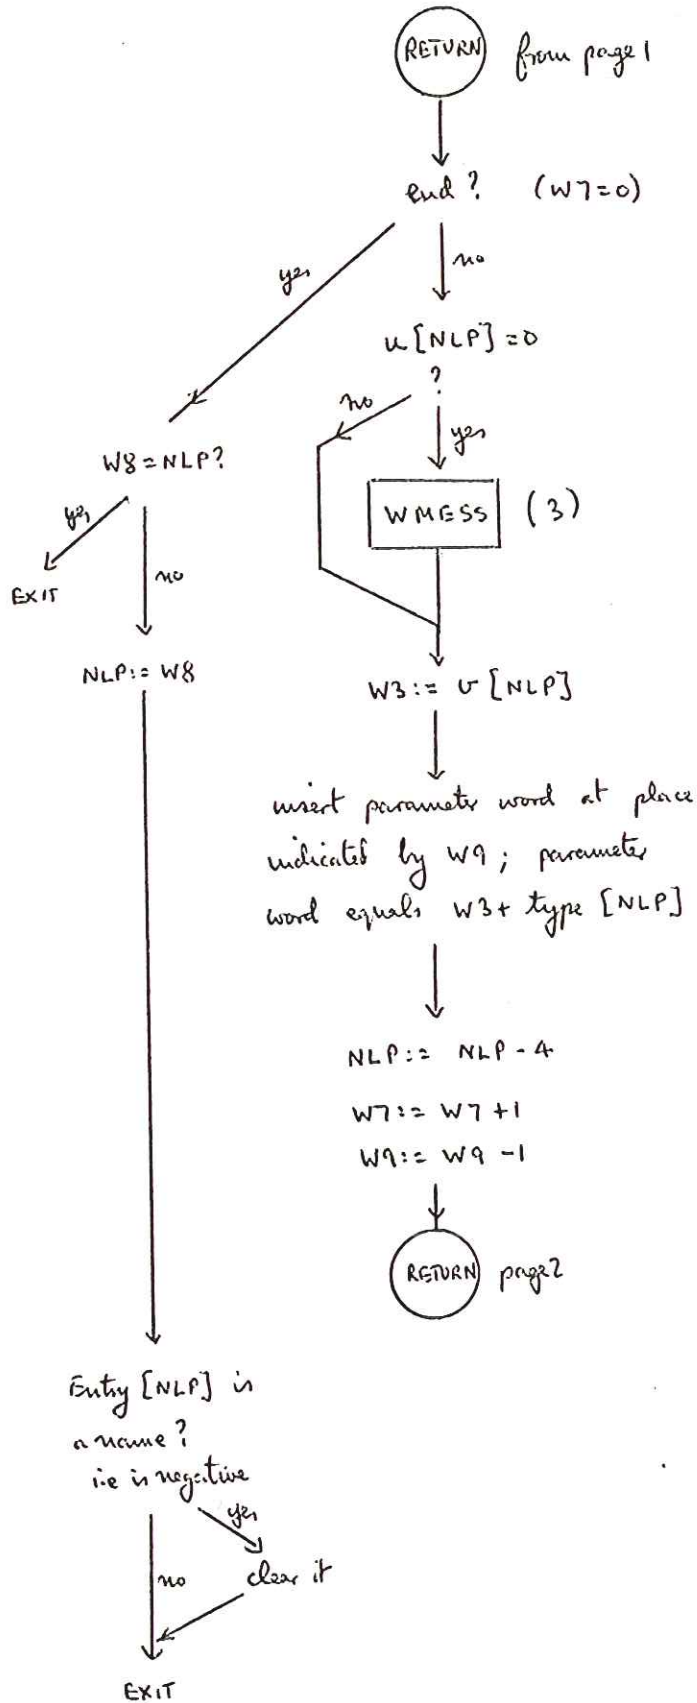 RETURN from page 1
end? (W7=0)
yes
no
u[NLP]=0
?
no
yes
W8=NLP?
WMESS (3)
yes
no
EXIT
NLP:= W8
W3:= U[NLP]
insert parameter word at place
indicated by W9; parameter
word equals W3+ type [NLP]
NLP:= NLP-4
W7:= W7+1
W9:= W9-1
RETURN page2
Entry [NLP] is
a name?
i.e is negative
yes
no
clear it
EXIT